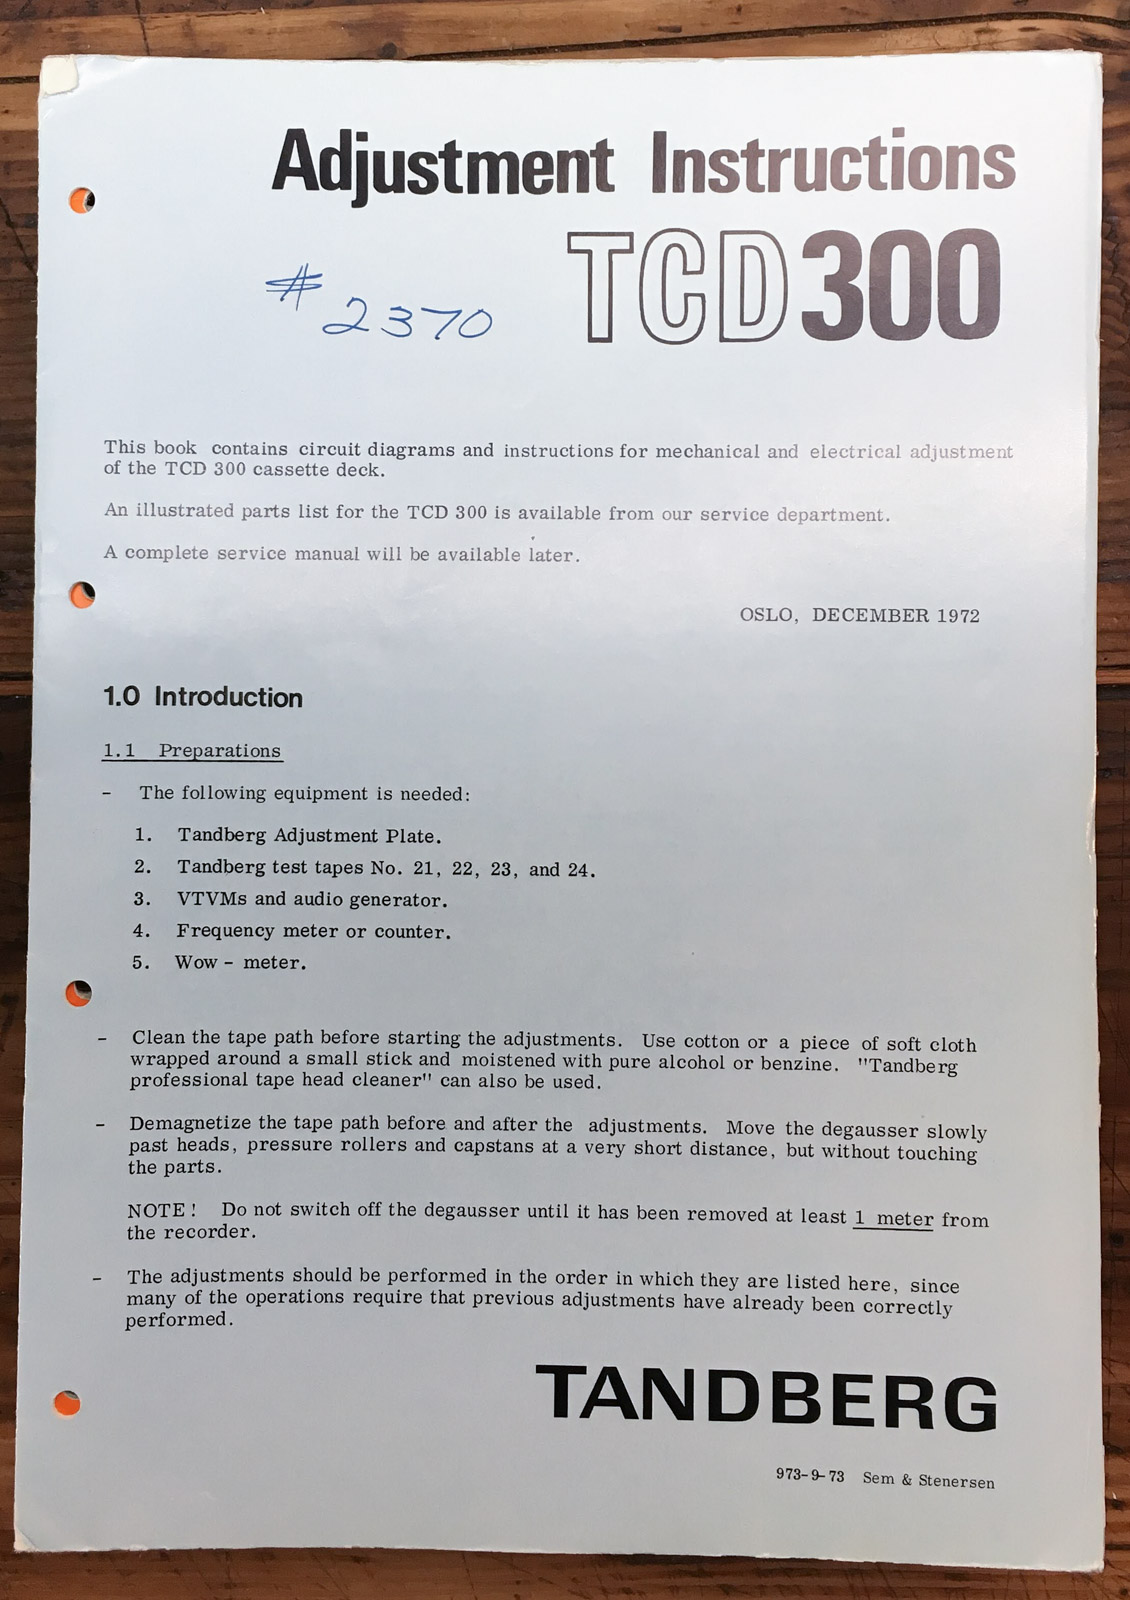 Adjustment Instructions
TCD300
# 2370
This book contains circuit diagrams and instructions for mechanical and electrical adjustment
of the TCD 300 cassette deck.
An illustrated parts list for the TCD 300 is available from our service department.
A complete service manual will be available later.
OSLO, DECEMBER 1972
1.0 Introduction
1.1 Preparations
- The following equipment is needed:
1. Tandberg Adjustment Plate.
2. Tandberg test tapes No. 21, 22, 23, and 24.
3. VTVMs and audio generator.
4. Frequency meter or counter.
5. Wow - meter.
- Clean the tape path before starting the adjustments. Use cotton or a piece of soft cloth
wrapped around a small stick and moistened with pure alcohol or benzine. "Tandberg
professional tape head cleaner" can also be used.
- Demagnetize the tape path before and after the adjustments. Move the degausser slowly
past heads, pressure rollers and capstans at a very short distance, but without touching
the parts.
NOTE! Do not switch off the degausser until it has been removed at least 1 meter from
the recorder.
- The adjustments should be performed in the order in which they are listed here, since
many of the operations require that previous adjustments have already been correctly
performed.
TANDBERG
973-9-73 Sem & Stenersen